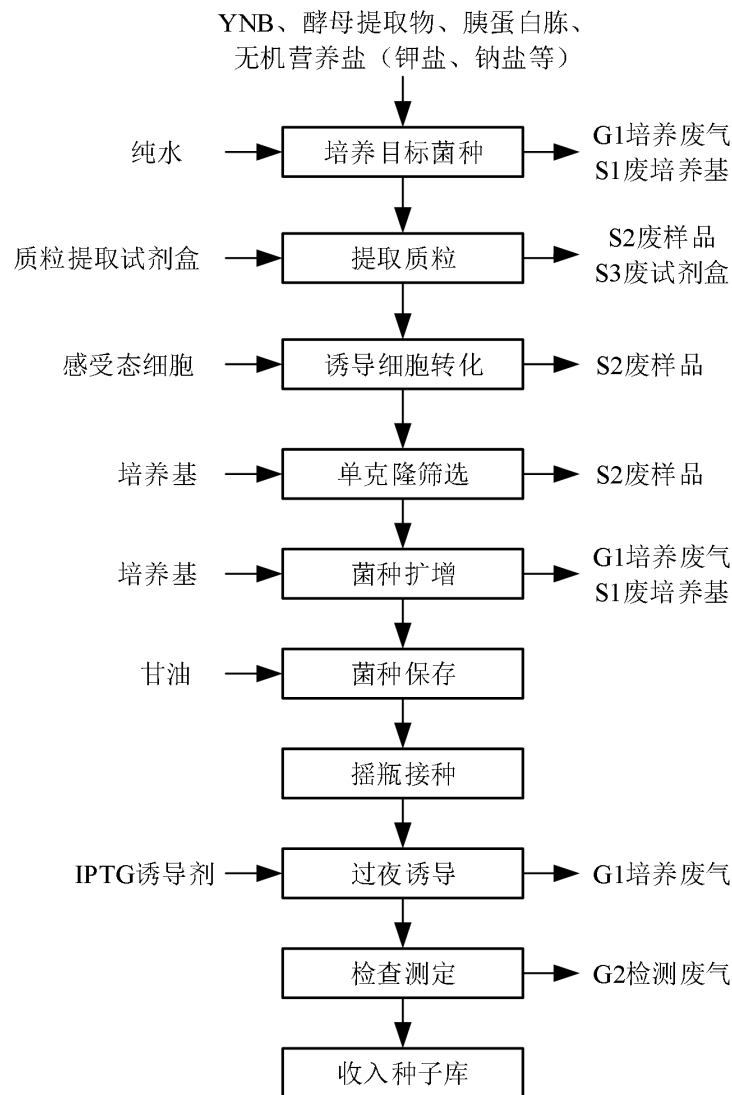 YNB、酵母提取物、胰蛋白胨、
无机营养盐（钾盐、钠盐等）
纯水
培养目标菌种
G1培养废气
S1废培养基
质粒提取试剂盒
提取质粒
S2废样品
S3废试剂盒
感受态细胞
诱导细胞转化
S2废样品
培养基
单克隆筛选
S2废样品
培养基
菌种扩增
G1培养废气
S1废培养基
甘油
菌种保存
摇瓶接种
IPTG诱导剂
过夜诱导
G1培养废气
检查测定
G2检测废气
收入种子库